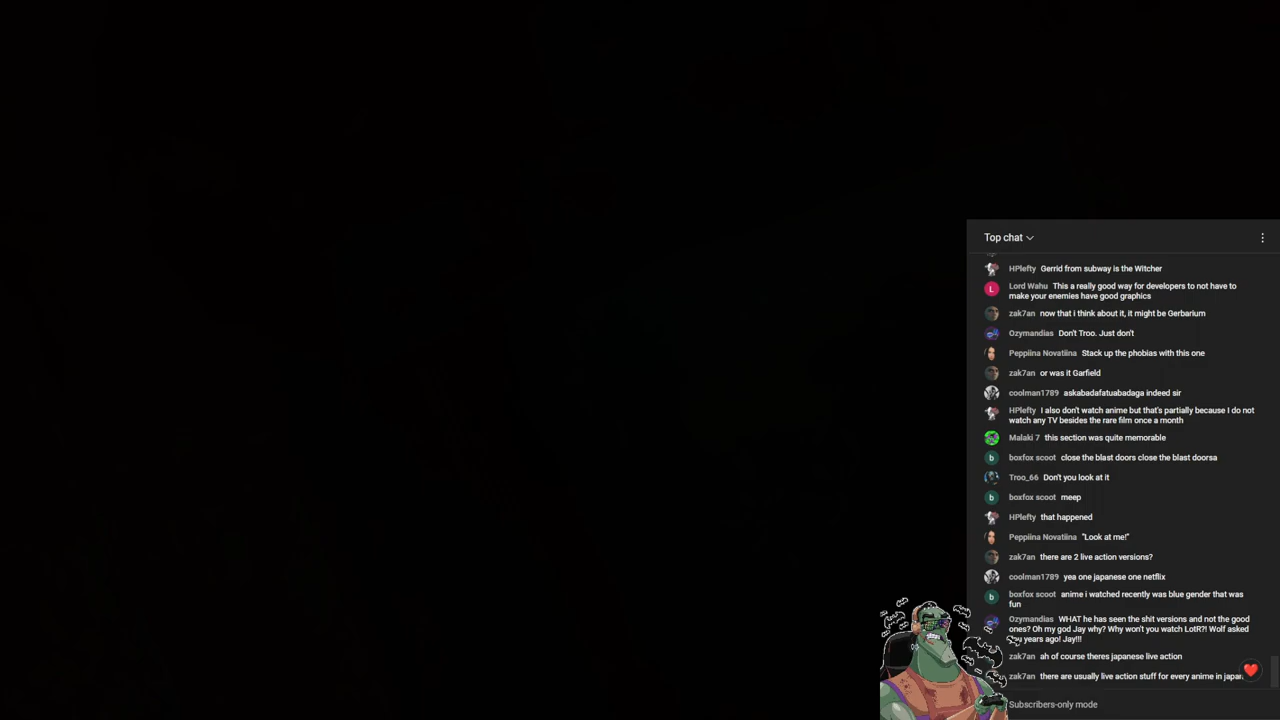 Top chat
HPlefty Gerrid from subway is the Witcher
Lord Wahu This a really good way for developers to not have to
make your enemies have good graphics
zak7an now that i think about it, it might be Gerbarium
Ozymandias Don't Troo. Just don't
Peppiina Novatiina Stack up the phobias with this one
zak7an or was it Garfield
coolman1789 askabadafatuabadaga indeed sir
HPlefty I also don't watch anime but that's partially because I do not
watch any TV besides the rare film once a month
Malaki 7 this section was quite memorable
boxfox scoot close the blast doors close the blast doorsa
Troo_66 Don't you look at it
boxfox scoot meep
HPlefty that happened
Peppiina Novatiina "Look at me!"
zak7an there are 2 live action versions?
coolman1789 yea one japanese one netflix
boxfox scoot anime i watched recently was blue gender that was
fun
Ozymandias WHAT he has seen the shit versions and not the good
ones? Oh my god Jay why? Why won't you watch LotR?! Wolf asked
years ago! Jay!!!
zak7an ah of course theres japanese live action
zak7an there are usually live action stuff for every anime in japan
Subscribers-only mode